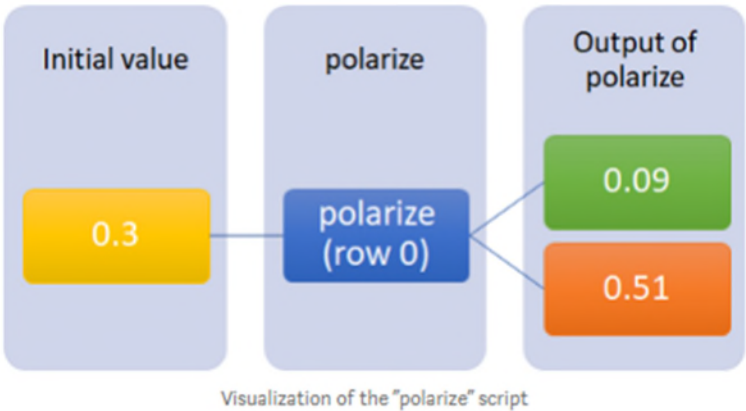 Initial value
0.3
polarize
polarize
(row 0)
Output of
polarize
0.09
0.51
Visualization of the "polarize" script